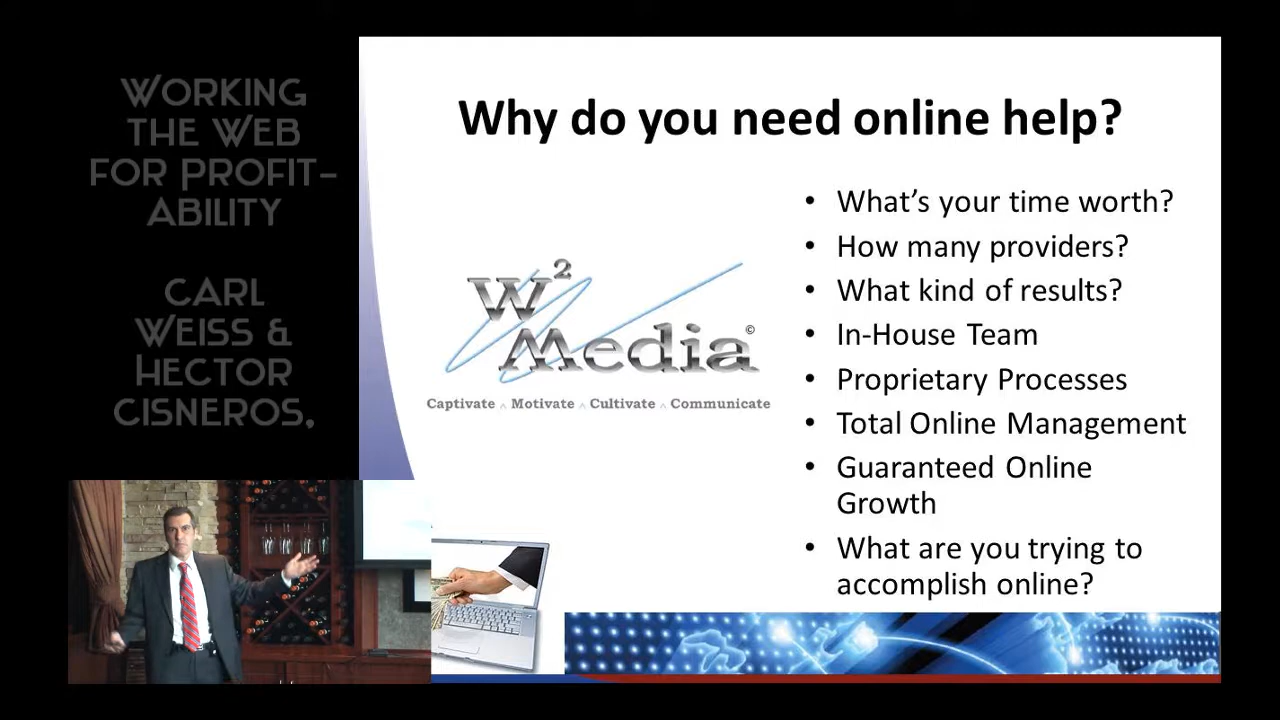 WORKING
THE WEB
FOR PROFIT-
ABILITY
CARL
WEISS &
HECTOR
CISNEROS,
Why do you need online help?
W2
Media©
Captivate ^ Motivate ^ Cultivate ^ Communicate
• What's your time worth?
• How many providers?
• What kind of results?
• In-House Team
• Proprietary Processes
• Total Online Management
• Guaranteed Online
Growth
• What are you trying to
accomplish online?